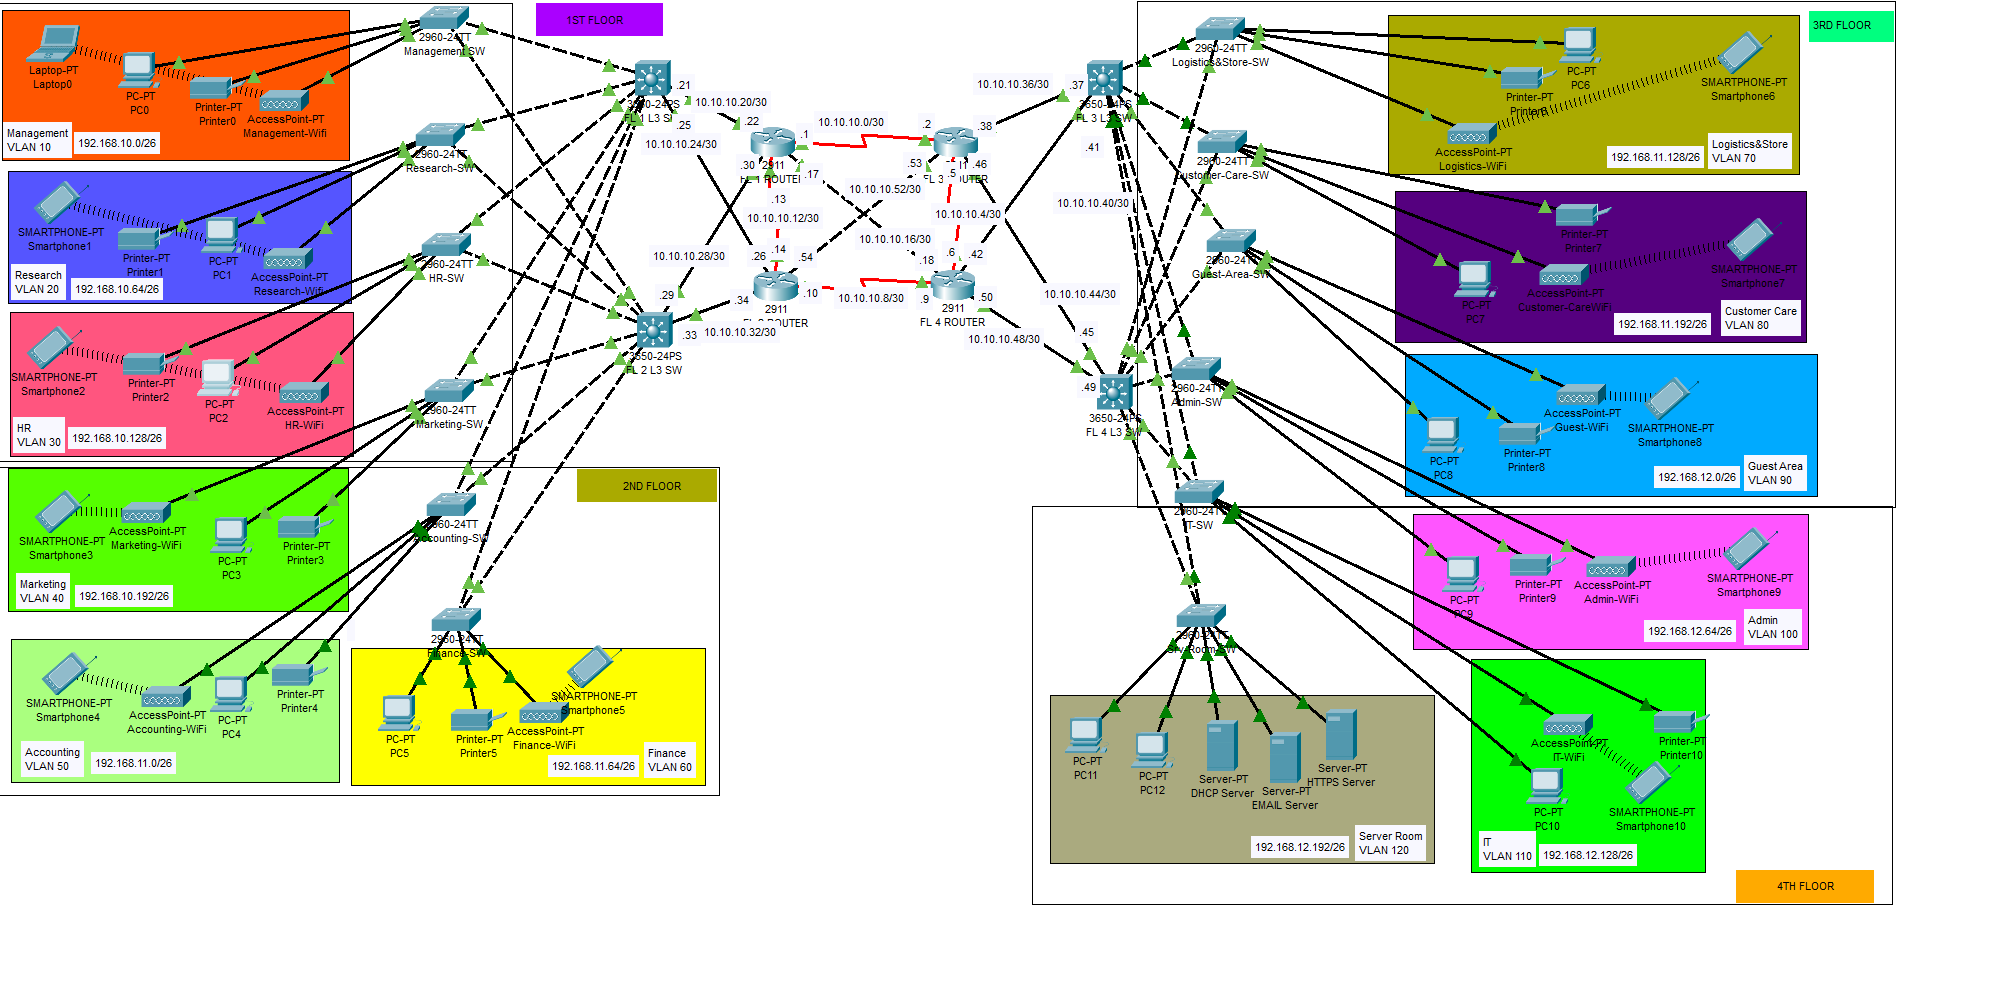 1ST FLOOR
Laptop-PT
Laptop0
PC-PT
PC0
Printer-PT
Printer0
AccessPoint-PT
Management-Wifi
Management
VLAN 10
192.168.10.0/26
2960-24TT
Management SW
SMARTPHONE-PT
Smartphone1
Printer-PT
Printer1
PC-PT
PC1
AccessPoint-PT
Research-Wifi
Research
VLAN 20
192.168.10.64/26
2960-24TT
Research-SW
SMARTPHONE-PT
Smartphone2
Printer-PT
Printer2
PC-PT
PC2
AccessPoint-PT
HR-WiFi
HR
VLAN 30
192.168.10.128/26
2960-24TT
HR-SW
SMARTPHONE-PT
Smartphone3
AccessPoint-PT
Marketing-WiFi
PC-PT
PC3
Printer-PT
Printer3
Marketing
VLAN 40
192.168.10.192/26
2960-24TT
Marketing-SW
2ND FLOOR
SMARTPHONE-PT
Smartphone4
AccessPoint-PT
Accounting-WiFi
PC-PT
PC4
Printer-PT
Printer4
Accounting
VLAN 50
192.168.11.0/26
2960-24TT
Accounting-SW
2960-24TT
Finance-SW
PC-PT
PC5
Printer-PT
Printer5
AccessPoint-PT
Finance-WiFi
SMARTPHONE-PT
Smartphone5
192.168.11.64/26
Finance
VLAN 60
3650-24PS
FL 1 L3 SW
3650-24PS
FL 2 L3 SW
.21
10.10.10.20/30
.22
.25
10.10.10.24/30
.30
2911
FL 1 ROUTER
.1
10.10.10.0/30
.2
.17
.13
10.10.10.12/30
.14
10.10.10.28/30
.26
.54
.29
.34
.33
10.10.10.32/30
2911
.10
10.10.10.8/30
.9
.53
10.10.10.52/30
10.10.10.16/30
.18
.46
.5
10.10.10.4/30
.6
.42
.38
10.10.10.36/30
.37
.41
10.10.10.40/30
10.10.10.44/30
.45
.50
10.10.10.48/30
.49
2911
FL 4 ROUTER
3650-24PS
FL 3 L3 SW
3650-24PS
FL 4 L3 SW
3RD FLOOR
2960-24TT
Logistics&Store-SW
PC-PT
PC6
Printer-PT
AccessPoint-PT
Logistics-WiFi
SMARTPHONE-PT
Smartphone6
192.168.11.128/26
Logistics&Store
VLAN 70
2960-24TT
Customer-Care-SW
Printer-PT
Printer7
PC-PT
PC7
AccessPoint-PT
Customer-CareWiFi
SMARTPHONE-PT
Smartphone7
192.168.11.192/26
Customer Care
VLAN 80
2960-24TT
Guest-Area-SW
AccessPoint-PT
Guest-WiFi
SMARTPHONE-PT
Smartphone8
PC-PT
PC8
Printer-PT
Printer8
192.168.12.0/26
Guest Area
VLAN 90
2960-24TT
Admin-SW
PC-PT
PC9
Printer-PT
Printer9
AccessPoint-PT
Admin-WiFi
SMARTPHONE-PT
Smartphone9
192.168.12.64/26
Admin
VLAN 100
2960-24TT
IT-SW
AccessPoint-PT
IT-WiFi
Printer-PT
Printer10
PC-PT
PC10
SMARTPHONE-PT
Smartphone10
IT
VLAN 110
192.168.12.128/26
2960-24TT
PC-PT
PC11
PC-PT
PC12
Server-PT
DHCP Server
Server-PT
EMAIL Server
Server-PT
HTTPS Server
192.168.12.192/26
Server Room
VLAN 120
4TH FLOOR